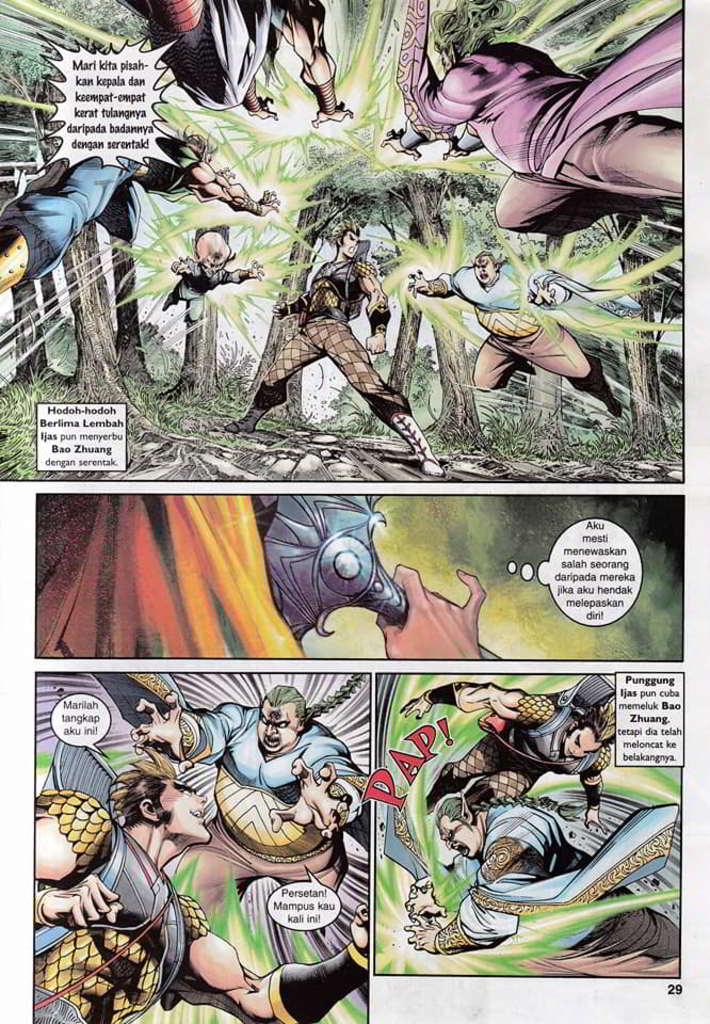 Mari kita pisah-
kan kepala dan
keempat-empat
kerat tulangnya
daripada badannya
dengan serentak!
Hodoh-hodoh
Berlima Lembah
Ijas pun menyerbu
Bao Zhuang
dengan serentak.
Aku
mesti
menewaskan
salah seorang
daripada mereka
jika aku hendak
melepaskan
diri!
Marilah
tangkap
aku ini!
Persetan!
Mampus kau
kali ini!
Punggung
Ijas pun cuba
memeluk Bao
Zhuang,
tetapi dia telah
meloncat ke
belakangnya.
PAP!
29